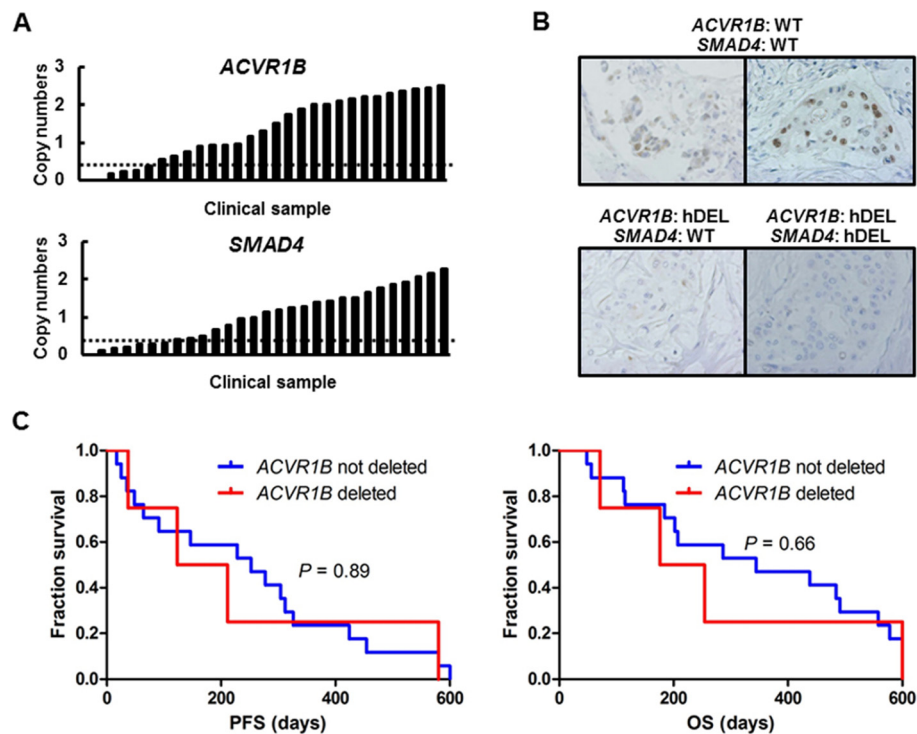 A
ACVR1B
Copy numbers
3
2
1
0
Clinical sample
SMAD4
Copy numbers
3
2
1
0
Clinical sample
B
ACVR1B: WT
SMAD4: WT
ACVR1B: hDEL
SMAD4: WT
ACVR1B: hDEL
SMAD4: hDEL
C
Fraction survival
1.0
0.8
0.6
0.4
0.2
0.0
ACVR1B not deleted
ACVR1B deleted
P = 0.89
0 200 400 600
PFS (days)
Fraction survival
1.0
0.8
0.6
0.4
0.2
0.0
ACVR1B not deleted
ACVR1B deleted
P = 0.66
0 200 400 600
OS (days)